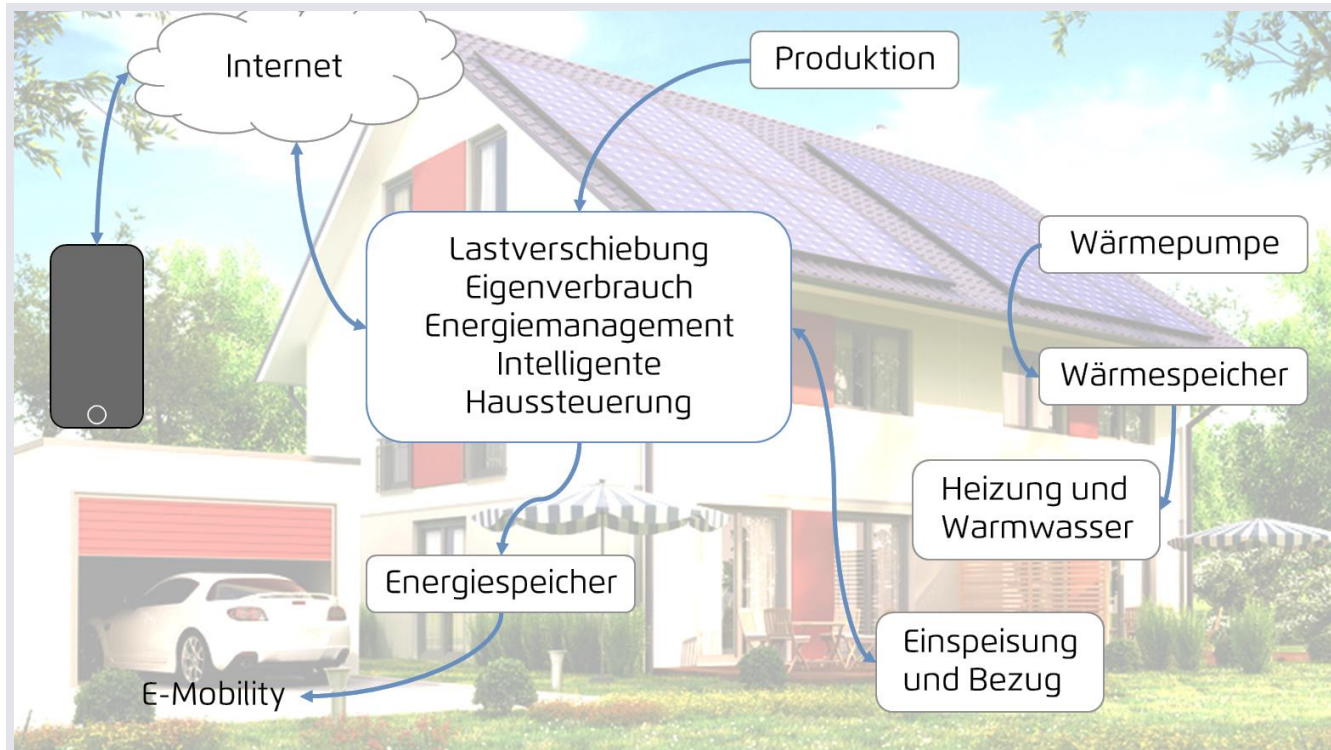 Internet
Produktion
Lastverschiebung
Eigenverbrauch
Energiemanagement
Intelligente
Haussteuerung
Wärmepumpe
Wärmespeicher
Heizung und
Warmwasser
Energiespeicher
Einspeisung
und Bezug
E-Mobility